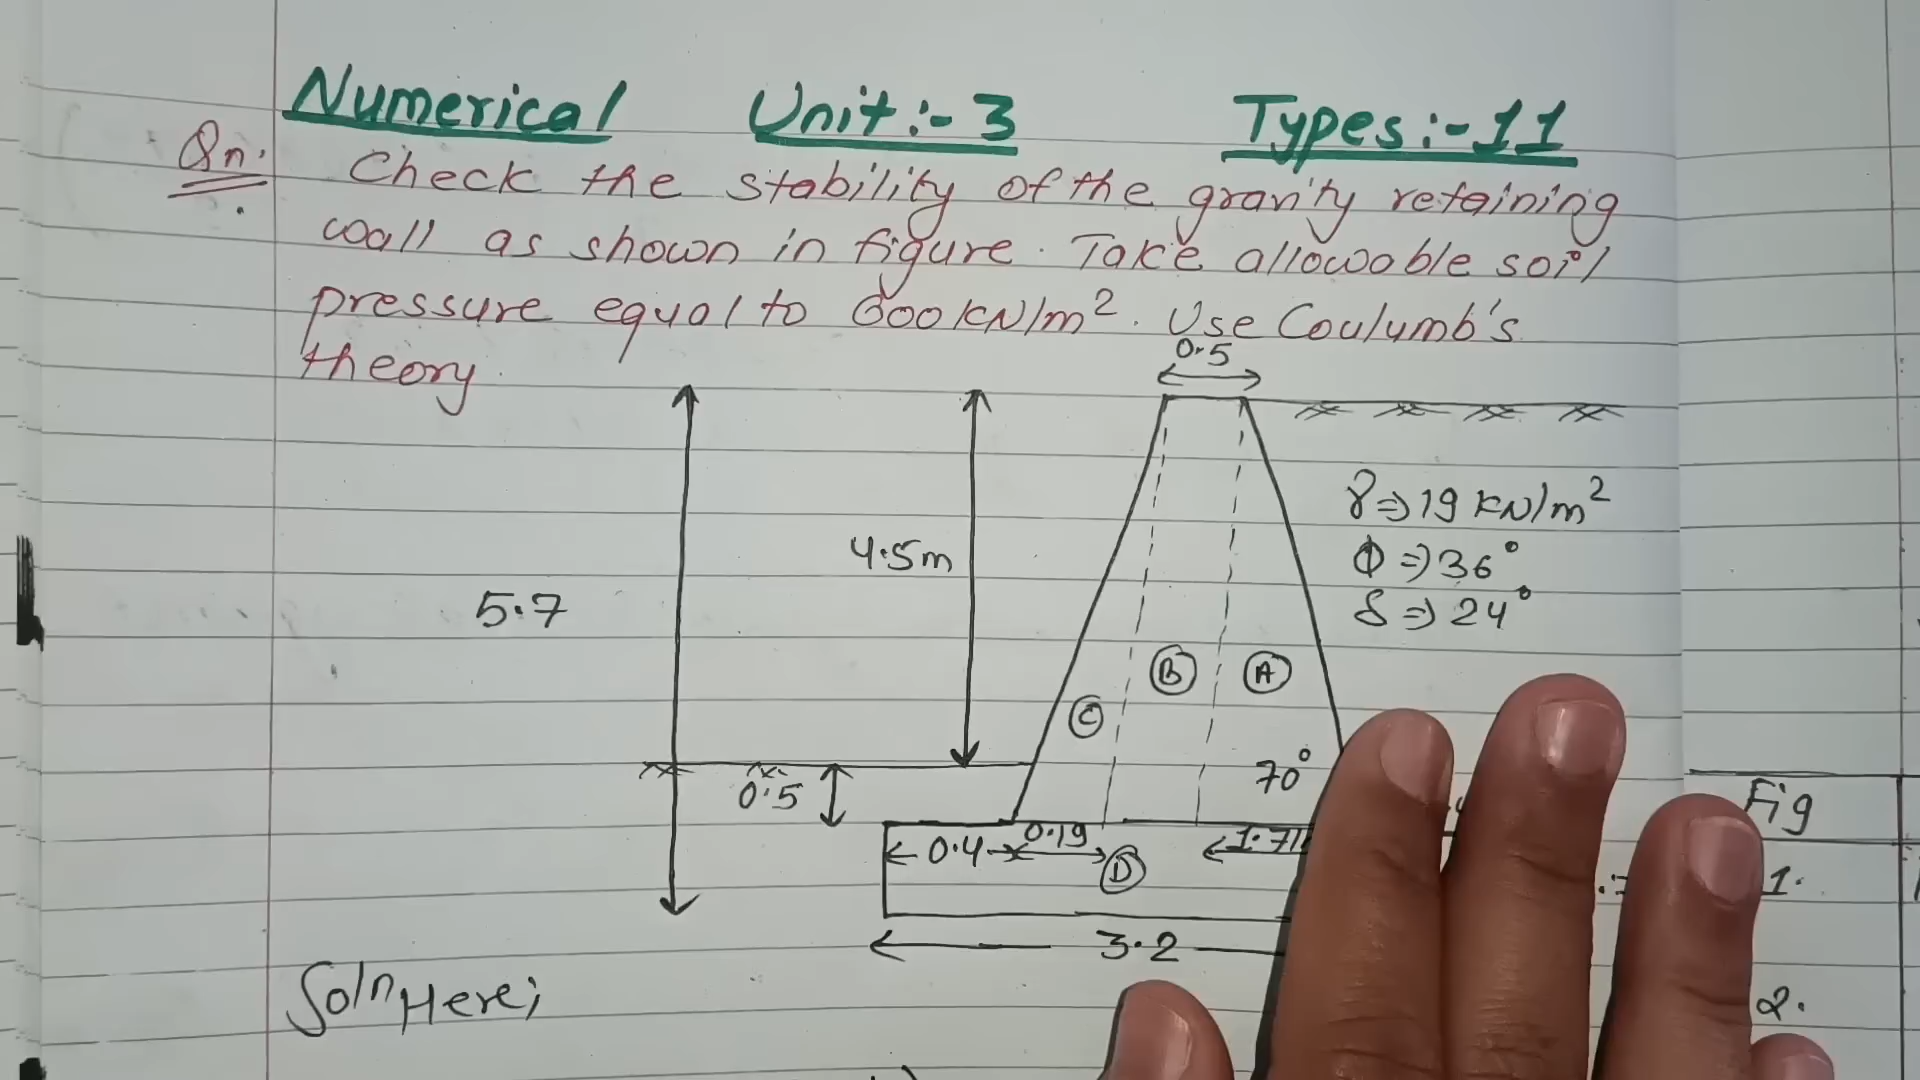 Numerical Unit:- 3 Types:-11
Qn. Check the stability of the gravity retaining
wall as shown in figure. Take allowable soil
pressure equal to 600 kN/m². Use Coulumb's
theory.
0.5
γ⇒19 KN/m²
Φ⇒36°
δ⇒24°
4.5m
5.7
B A
C
70°
0.5
Fig
0.4 0.19
D
1.
3.2
2.
Soln Here;